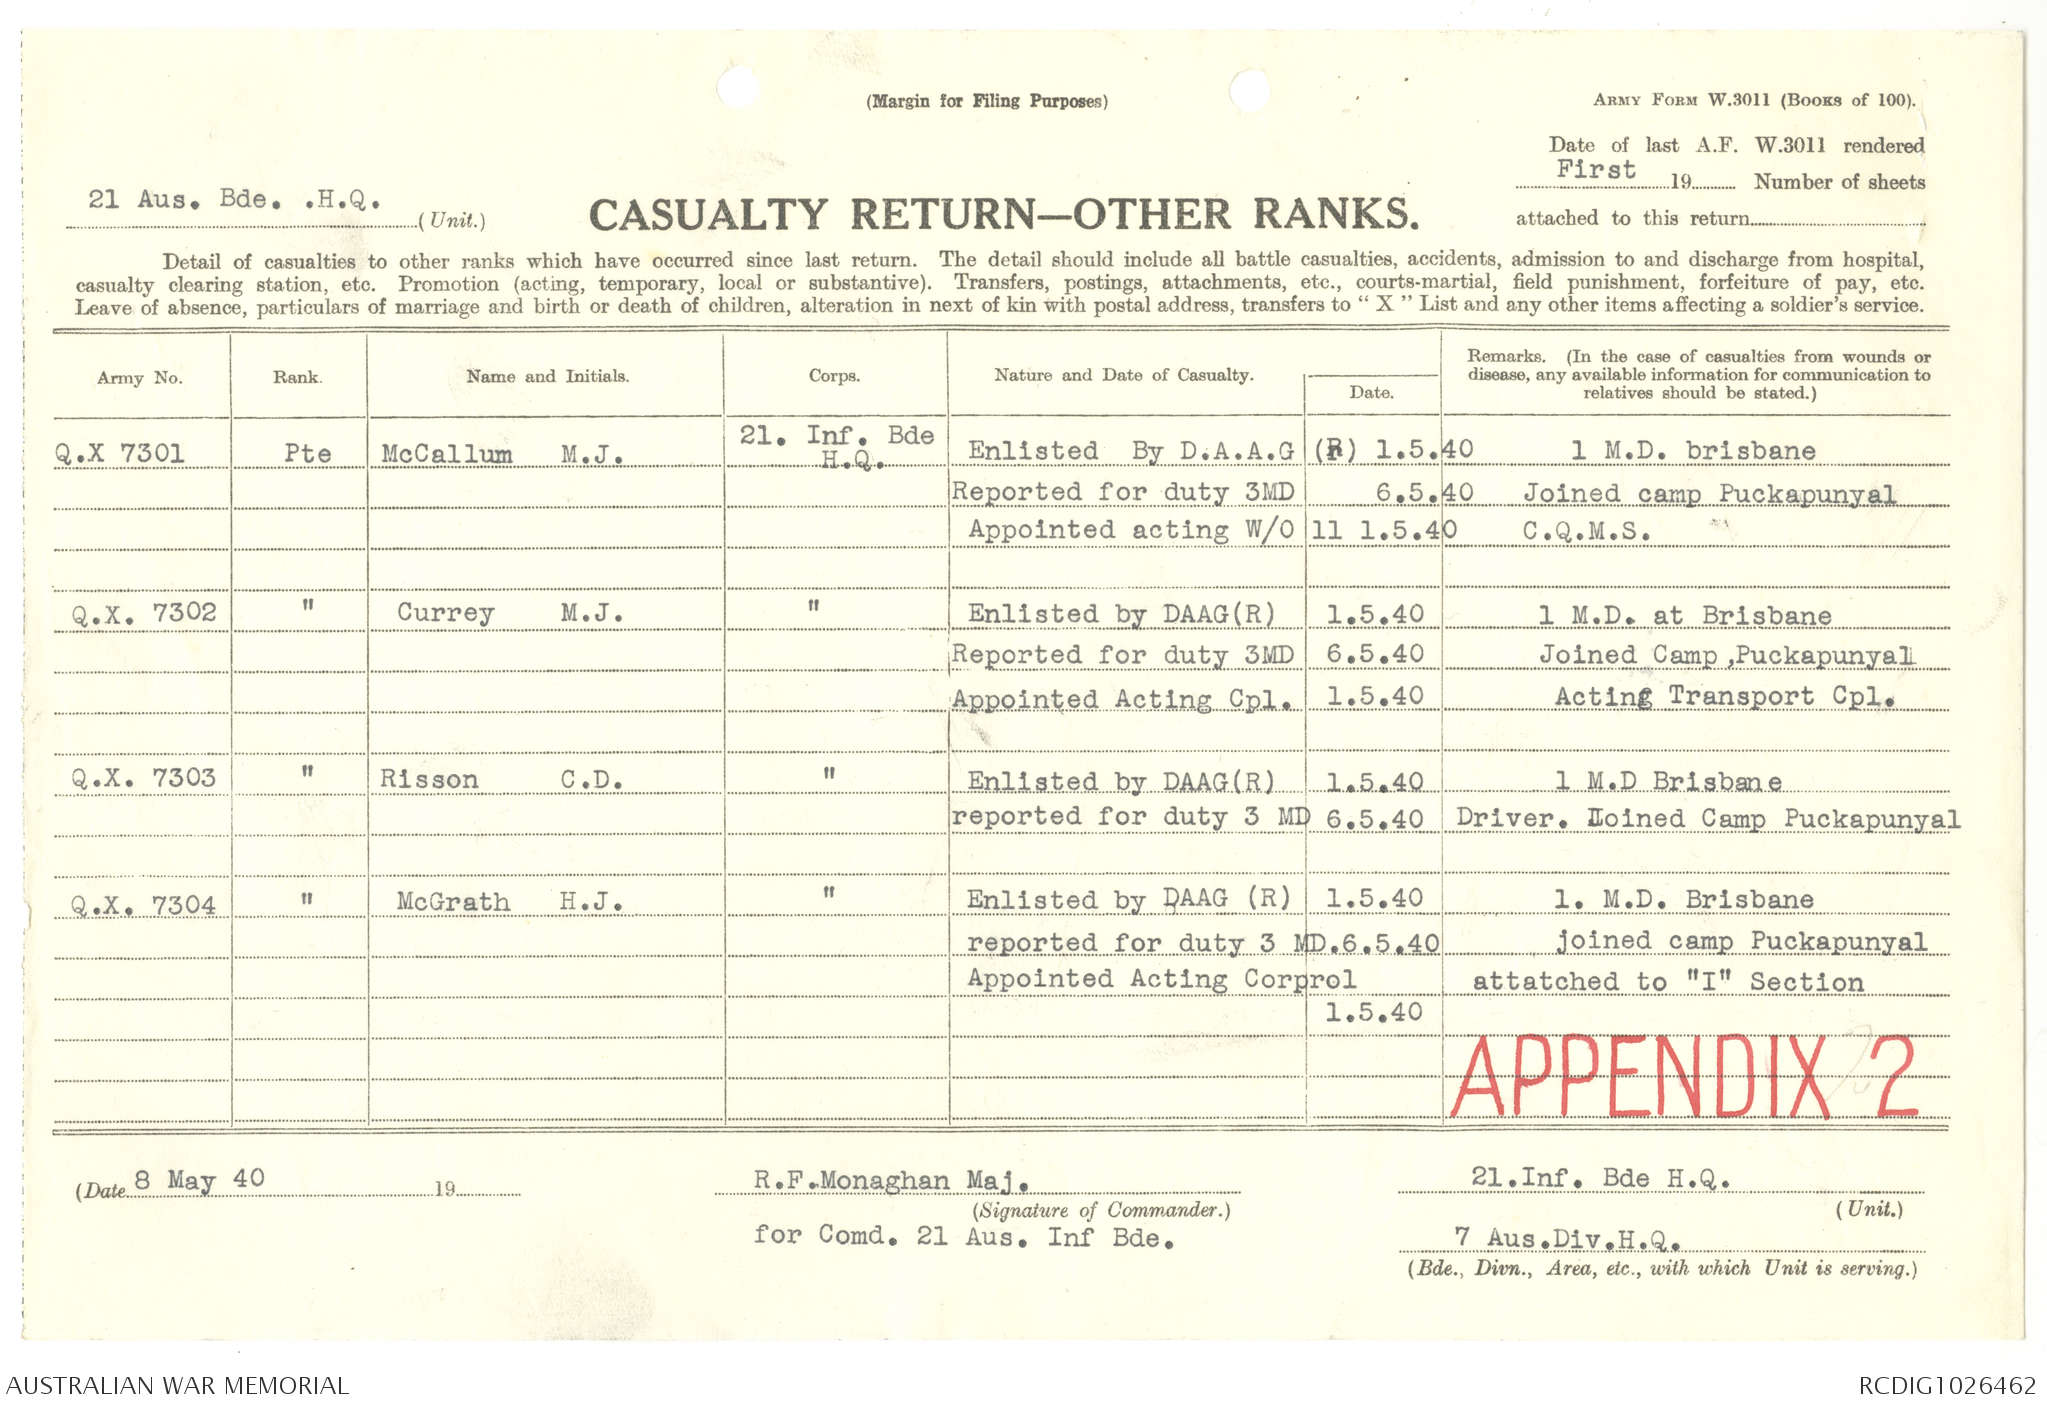 (Margin for Filing Purposes)
ARMY FORM W.3011 (BOOKS OF 100).
Date of last A.F. W.3011 rendered
First 19 Number of sheets
attached to this return
21 Aus. Bde. .H.Q. (Unit.)
CASUALTY RETURN—OTHER RANKS.
Detail of casualties to other ranks which have occurred since last return. The detail should include all battle casualties, accidents, admission to and discharge from hospital,
casualty clearing station, etc. Promotion (acting, temporary, local or substantive). Transfers, postings, attachments, etc., courts-martial, field punishment, forfeiture of pay, etc.
Leave of absence, particulars of marriage and birth or death of children, alteration in next of kin with postal address, transfers to “ X ” List and any other items affecting a soldier's service.
Army No. Rank. Name and Initials. Corps. Nature and Date of Casualty. Date. Remarks. (In the case of casualties from wounds or
disease, any available information for communication to
relatives should be stated.)
Q.X 7301 Pte McCallum M.J. 21. Inf. Bde Enlisted By D.A.A.G (R) 1.5.40 1 M.D. brisbane
H.Q.
Reported for duty 3MD 6.5.40 Joined camp Puckapunyal
Appointed acting W/O 11 1.5.40 C.Q.M.S.
Q.X. 7302 " Currey M.J. " Enlisted by DAAG(R) 1.5.40 1 M.D. at Brisbane
Reported for duty 3MD 6.5.40 Joined Camp,Puckapunyal
Appointed Acting Cpl. 1.5.40 Acting Transport Cpl.
Q.X. 7303 " Risson C.D. " Enlisted by DAAG(R) 1.5.40 1 M.D Brisbane
reported for duty 3 MD 6.5.40 Driver. Joined Camp Puckapunyal
Q.X. 7304 " McGrath H.J. " Enlisted by DAAG (R) 1.5.40 1. M.D. Brisbane
reported for duty 3 MD.6.5.40 joined camp Puckapunyal
Appointed Acting Corprol attatched to "I" Section
1.5.40
APPENDIX 2
(Date 8 May 40 19 R.F.Monaghan Maj. 21.Inf. Bde H.Q.
(Signature of Commander.) (Unit.)
for Comd. 21 Aus. Inf Bde. 7 Aus.Div.H.Q.
(Bde., Divn., Area, etc., with which Unit is serving.)
AUSTRALIAN WAR MEMORIAL RCDIG1026462